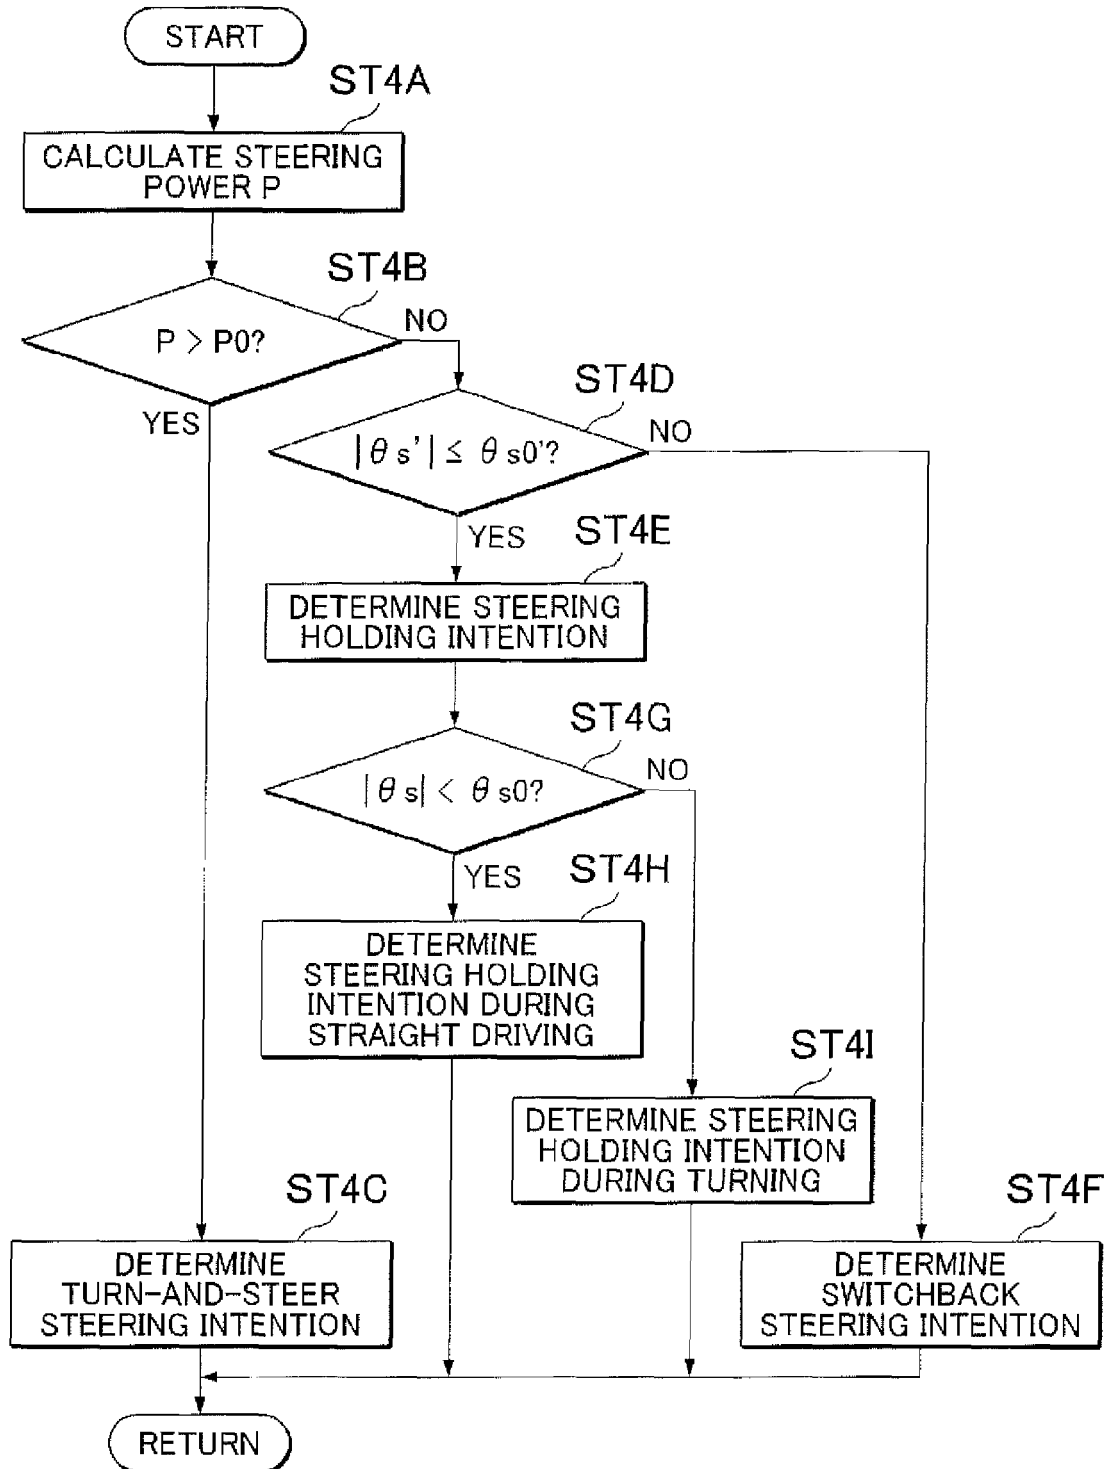 START
ST4A
CALCULATE STEERING
POWER P
ST4B
P > P0?
NO
YES
ST4D
|θs'| ≤ θs0'?
NO
YES
ST4E
DETERMINE STEERING
HOLDING INTENTION
ST4G
|θs| < θs0?
NO
YES
ST4H
DETERMINE
STEERING HOLDING
INTENTION DURING
STRAIGHT DRIVING
ST4I
DETERMINE STEERING
HOLDING INTENTION
DURING TURNING
ST4C
DETERMINE
TURN-AND-STEER
STEERING INTENTION
ST4F
DETERMINE
SWITCHBACK
STEERING INTENTION
RETURN